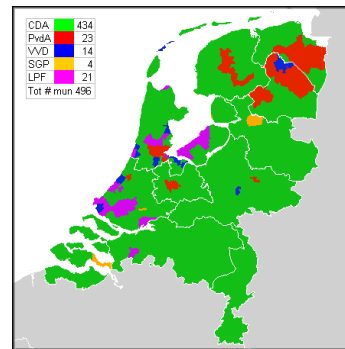 CDA 434
PvdA 23
VVD 14
SGP 4
LPF 21
Tot # mun 496